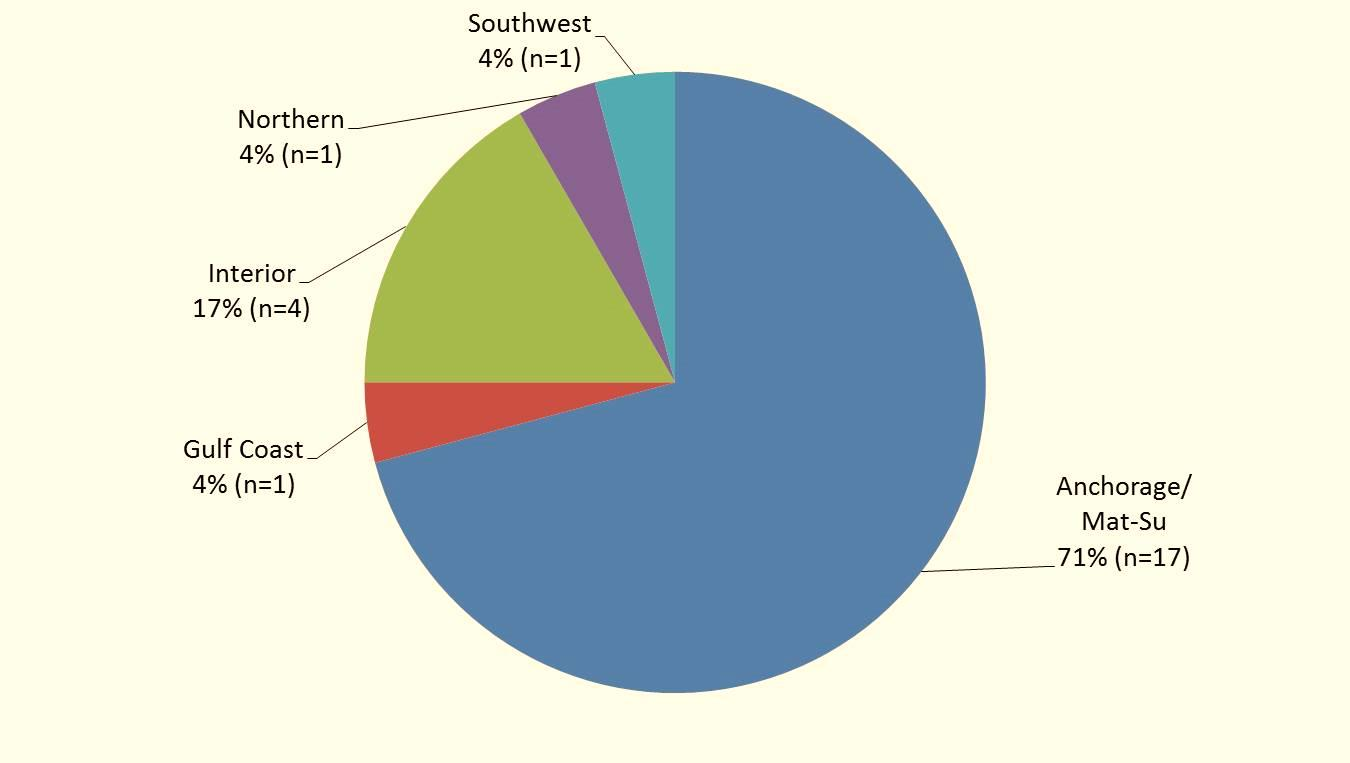 Southwest
4% (n=1)
Northern
4% (n=1)
Interior
17% (n=4)
Gulf Coast
4% (n=1)
Anchorage/
Mat-Su
71% (n=17)